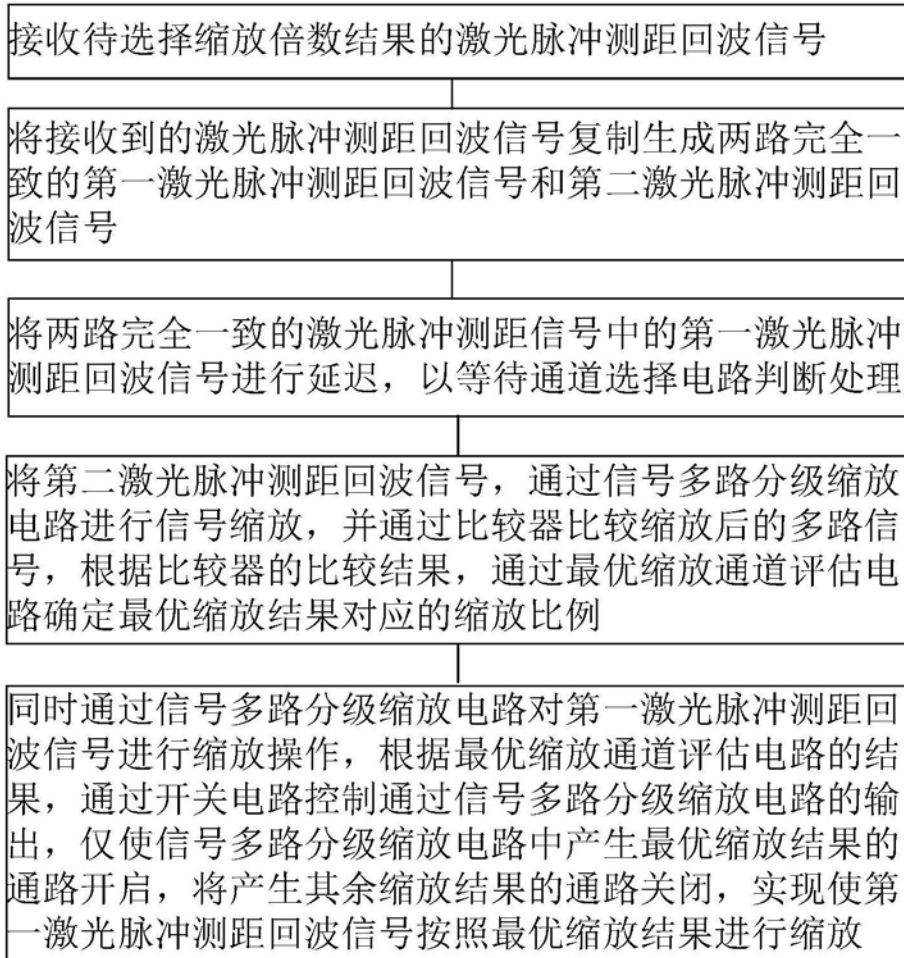 接收待选择缩放倍数结果的激光脉冲测距回波信号
将接收到的激光脉冲测距回波信号复制生成两路完全一
致的第一激光脉冲测距回波信号和第二激光脉冲测距回
波信号
将两路完全一致的激光脉冲测距信号中的第一激光脉冲
测距回波信号进行延迟，以等待通道选择电路判断处理
将第二激光脉冲测距回波信号，通过信号多路分级缩放
电路进行信号缩放，并通过比较器比较缩放后的多路信
号，根据比较器的比较结果，通过最优缩放通道评估电
路确定最优缩放结果对应的缩放比例
同时通过信号多路分级缩放电路对第一激光脉冲测距回
波信号进行缩放操作，根据最优缩放通道评估电路的结
果，通过开关电路控制通过信号多路分级缩放电路的输
出，仅使信号多路分级缩放电路中产生最优缩放结果的
通路开启，将产生其余缩放结果的通路关闭，实现使第
一激光脉冲测距回波信号按照最优缩放结果进行缩放